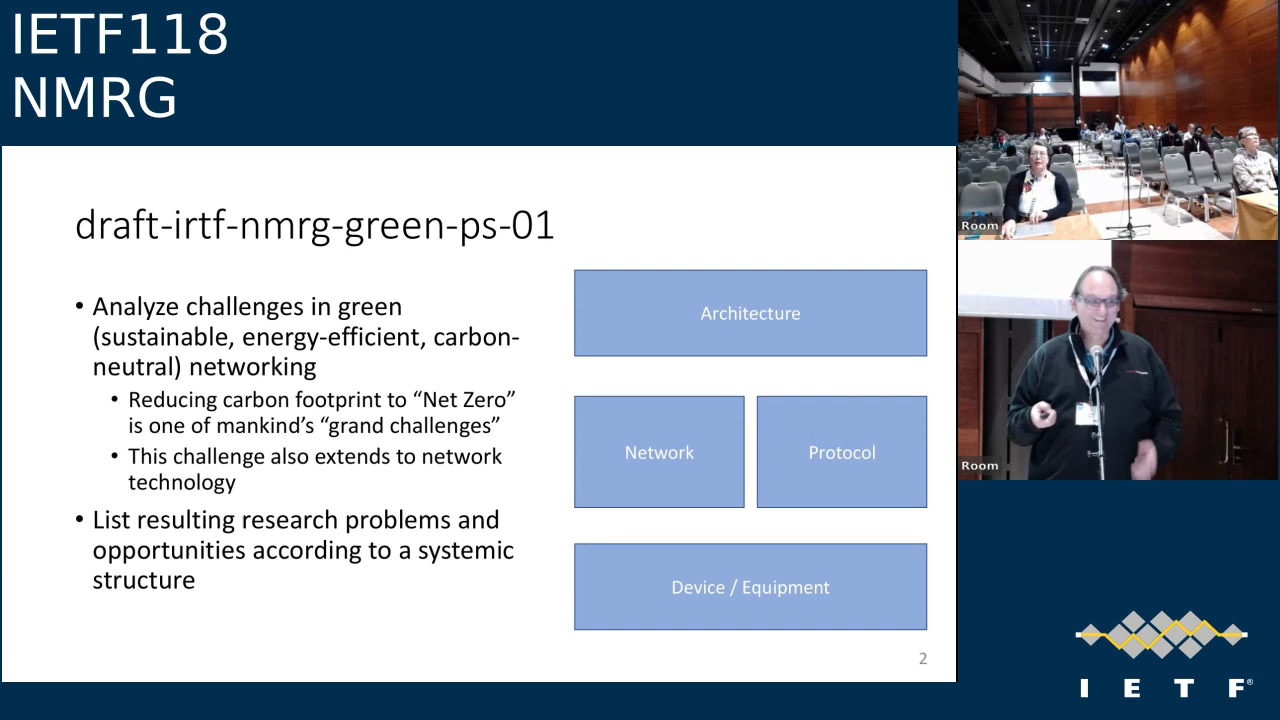 IETF118
NMRG
draft-irtf-nmrg-green-ps-01
• Analyze challenges in green
(sustainable, energy-efficient, carbon-
neutral) networking
• Reducing carbon footprint to “Net Zero”
is one of mankind’s “grand challenges”
• This challenge also extends to network
technology
• List resulting research problems and
opportunities according to a systemic
structure
Architecture
Network
Protocol
Device / Equipment
2
Room
Room
I E T F®